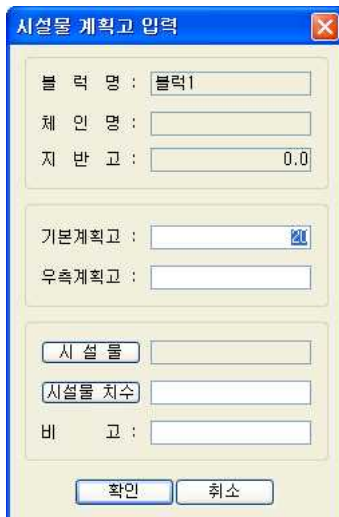 시설물 계획고 입력
블 럭 명 : 블럭1
체 인 명 :
지 반 고 : 0.0
기본계획고 : 20
우측계획고 :
시 설 물
시설물 치수
비 고 :
확인 취소